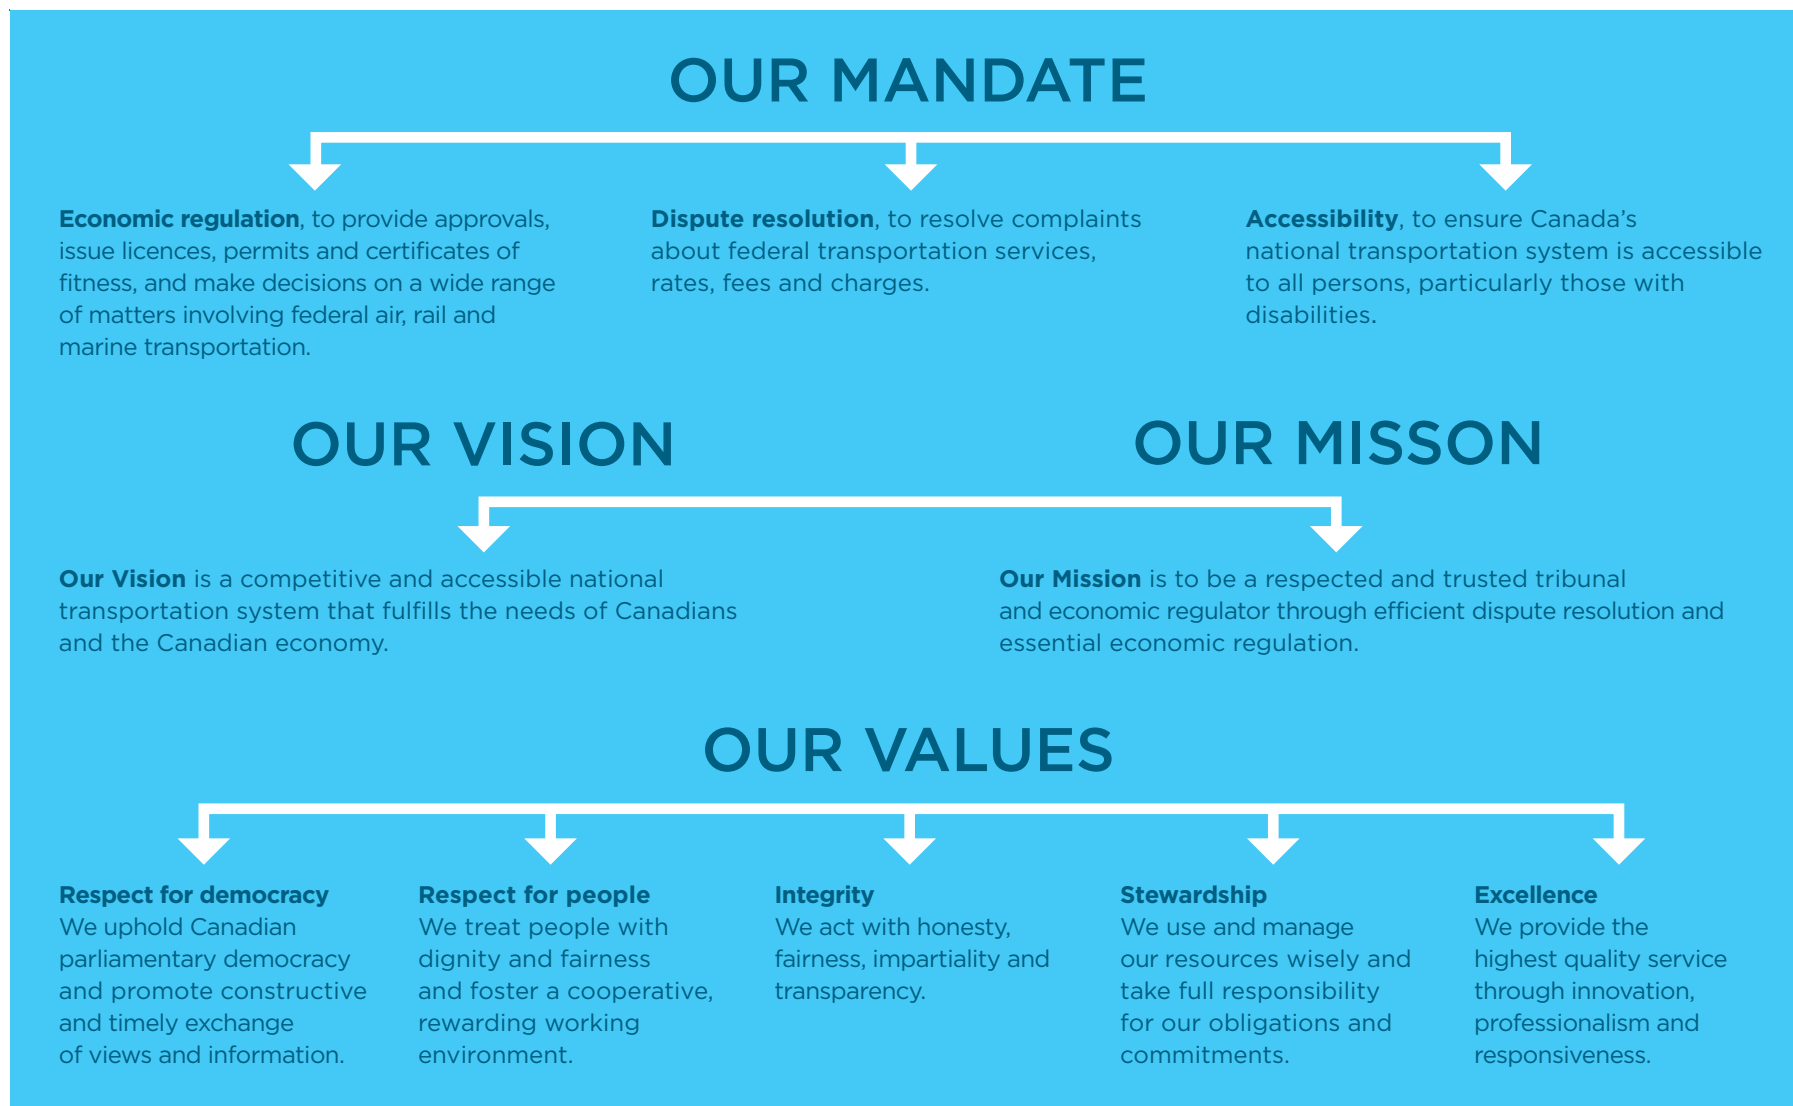 OUR MANDATE
Economic regulation, to provide approvals,
issue licences, permits and certificates of
fitness, and make decisions on a wide range
of matters involving federal air, rail and
marine transportation.
Dispute resolution, to resolve complaints
about federal transportation services,
rates, fees and charges.
Accessibility, to ensure Canada’s
national transportation system is accessible
to all persons, particularly those with
disabilities.
OUR VISION
OUR MISSON
Our Vision is a competitive and accessible national
transportation system that fulfills the needs of Canadians
and the Canadian economy.
Our Mission is to be a respected and trusted tribunal
and economic regulator through efficient dispute resolution and
essential economic regulation.
OUR VALUES
Respect for democracy
We uphold Canadian
parliamentary democracy
and promote constructive
and timely exchange
of views and information.
Respect for people
We treat people with
dignity and fairness
and foster a cooperative,
rewarding working
environment.
Integrity
We act with honesty,
fairness, impartiality and
transparency.
Stewardship
We use and manage
our resources wisely and
take full responsibility
for our obligations and
commitments.
Excellence
We provide the
highest quality service
through innovation,
professionalism and
responsiveness.